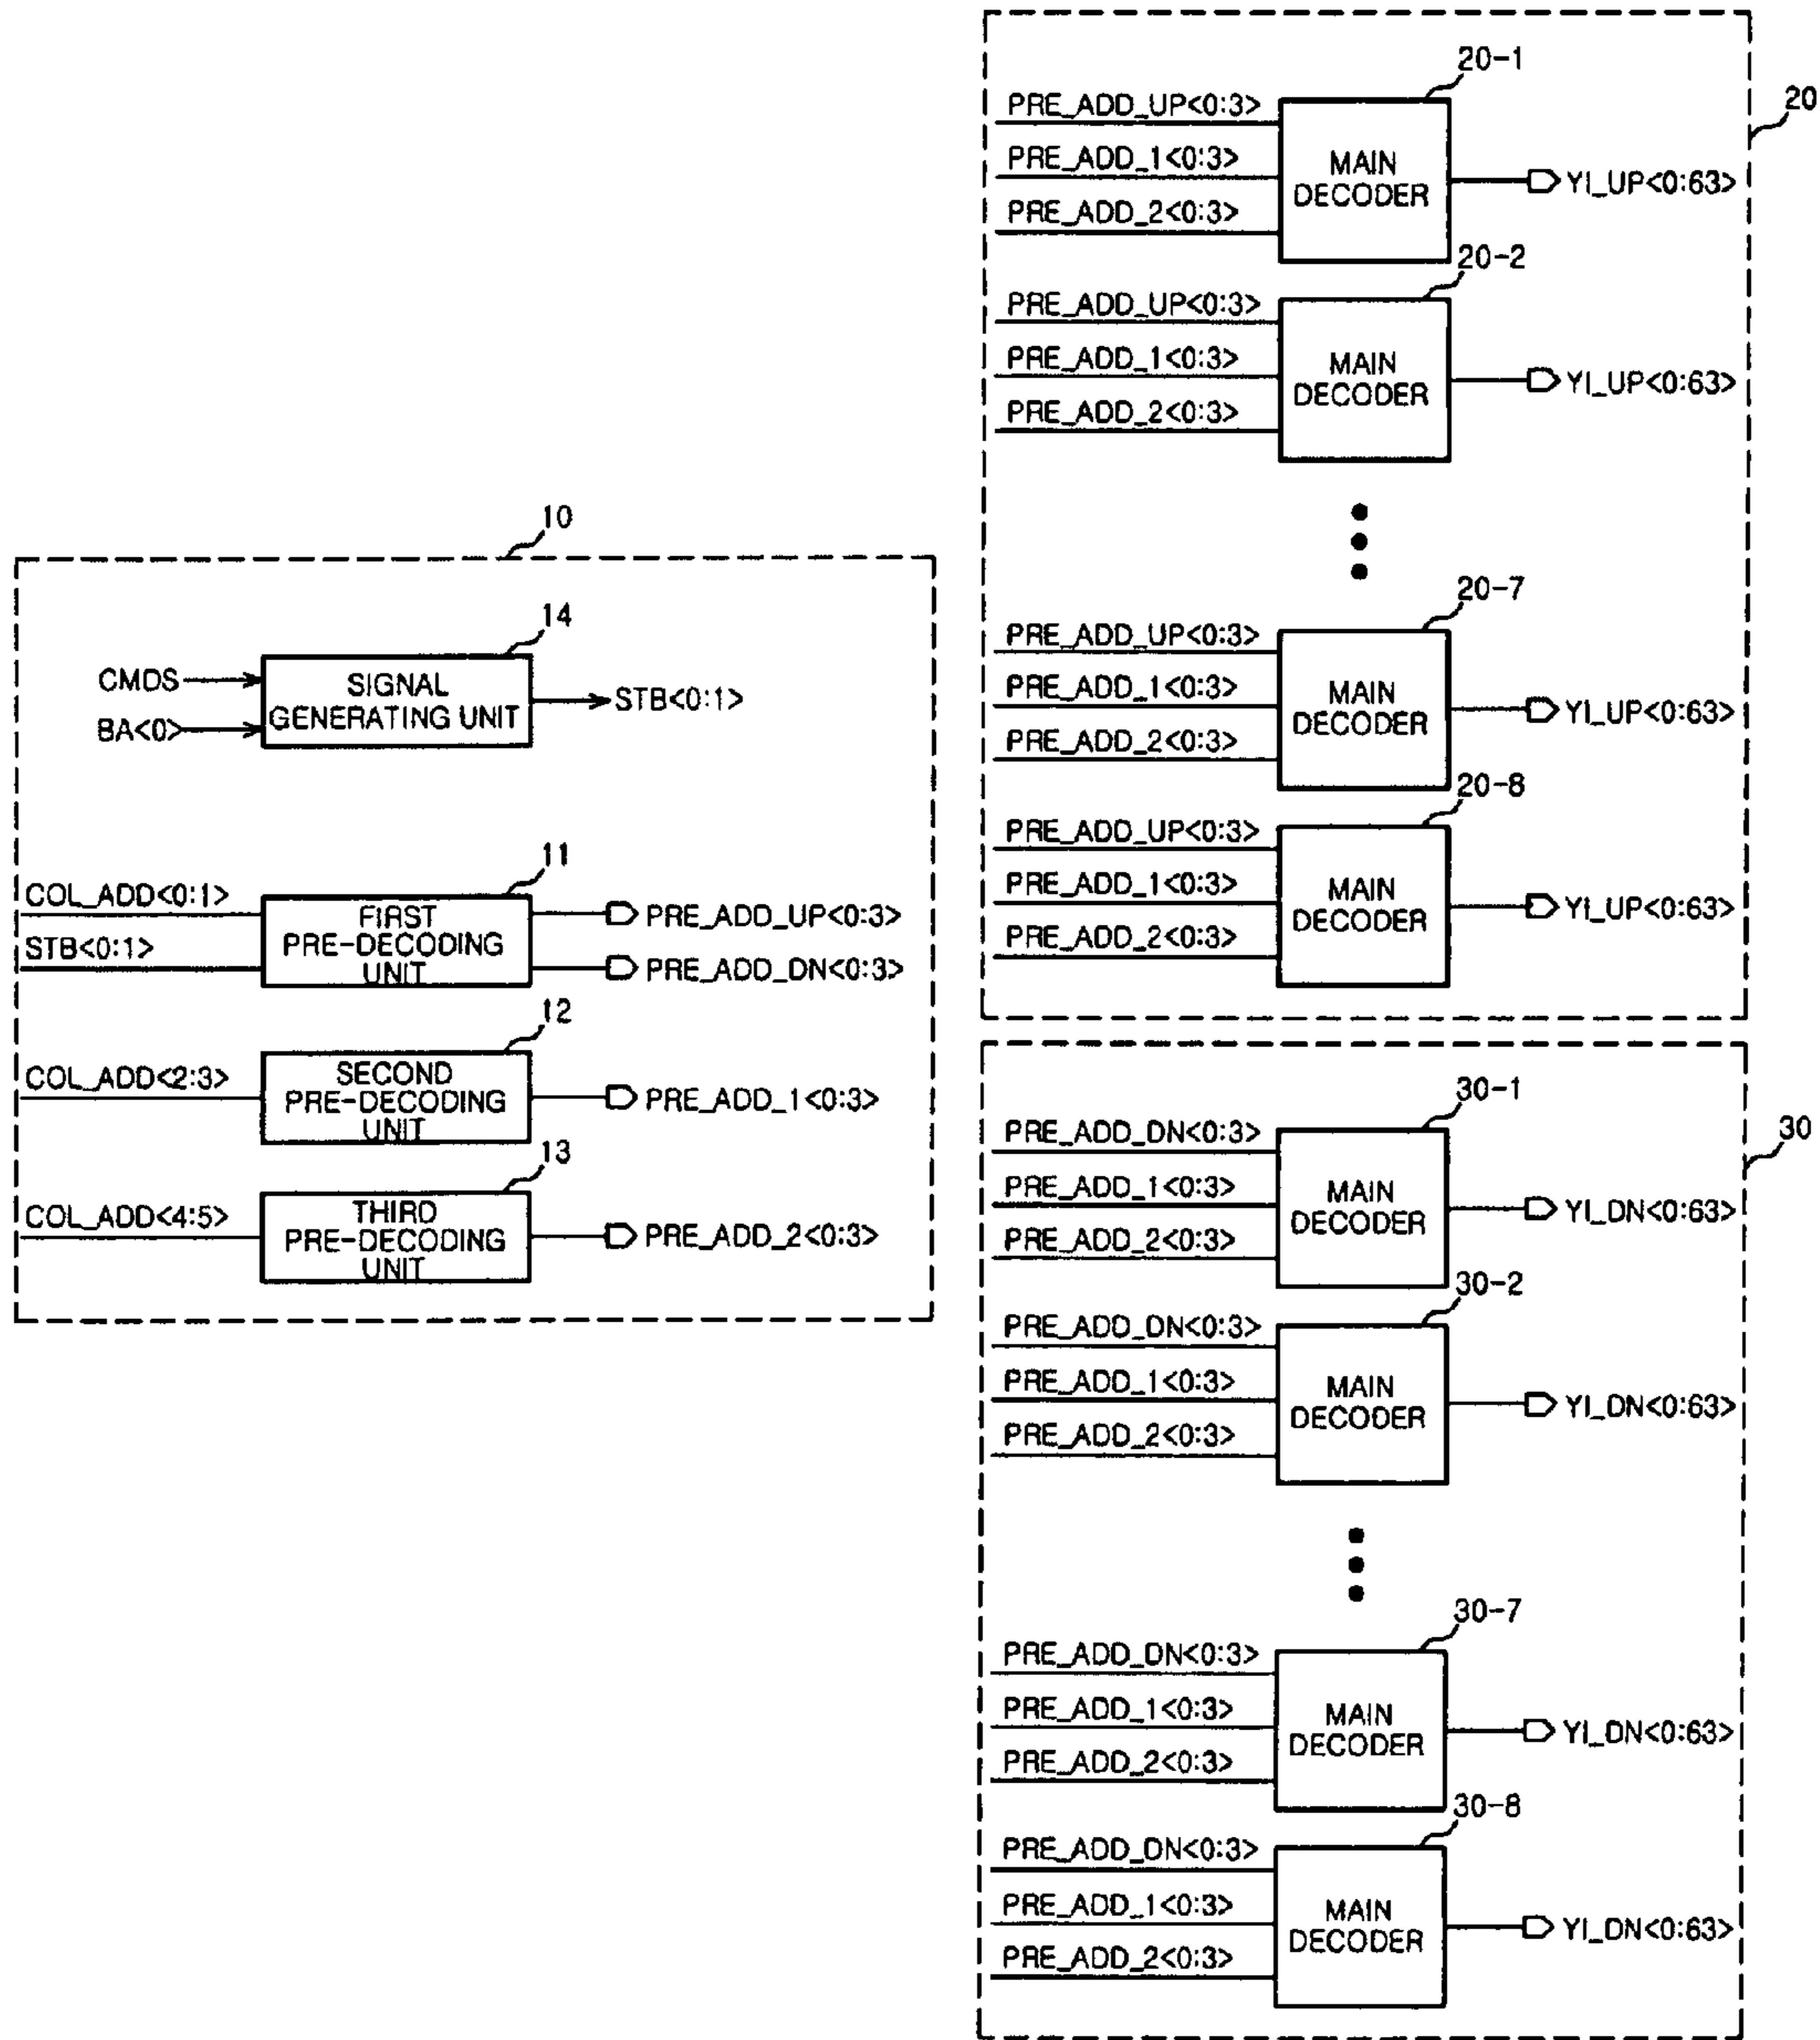 10
14
CMDS
BA<0>
SIGNAL
GENERATING UNIT
STB<0:1>
11
COL_ADD<0:1>
STB<0:1>
FIRST
PRE-DECODING
UNIT
PRE_ADD_UP<0:3>
PRE_ADD_DN<0:3>
12
COL_ADD<2:3>
SECOND
PRE-DECODING
UNIT
PRE_ADD_1<0:3>
13
COL_ADD<4:5>
THIRD
PRE-DECODING
UNIT
PRE_ADD_2<0:3>
20
20-1
PRE_ADD_UP<0:3>
PRE_ADD_1<0:3>
PRE_ADD_2<0:3>
MAIN
DECODER
YI_UP<0:63>
20-2
PRE_ADD_UP<0:3>
PRE_ADD_1<0:3>
PRE_ADD_2<0:3>
MAIN
DECODER
YI_UP<0:63>
20-7
PRE_ADD_UP<0:3>
PRE_ADD_1<0:3>
PRE_ADD_2<0:3>
MAIN
DECODER
YI_UP<0:63>
20-8
PRE_ADD_UP<0:3>
PRE_ADD_1<0:3>
PRE_ADD_2<0:3>
MAIN
DECODER
YI_UP<0:63>
30
30-1
PRE_ADD_DN<0:3>
PRE_ADD_1<0:3>
PRE_ADD_2<0:3>
MAIN
DECODER
YI_DN<0:63>
30-2
PRE_ADD_DN<0:3>
PRE_ADD_1<0:3>
PRE_ADD_2<0:3>
MAIN
DECODER
YI_DN<0:63>
30-7
PRE_ADD_DN<0:3>
PRE_ADD_1<0:3>
PRE_ADD_2<0:3>
MAIN
DECODER
YI_DN<0:63>
30-8
PRE_ADD_DN<0:3>
PRE_ADD_1<0:3>
PRE_ADD_2<0:3>
MAIN
DECODER
YI_DN<0:63>